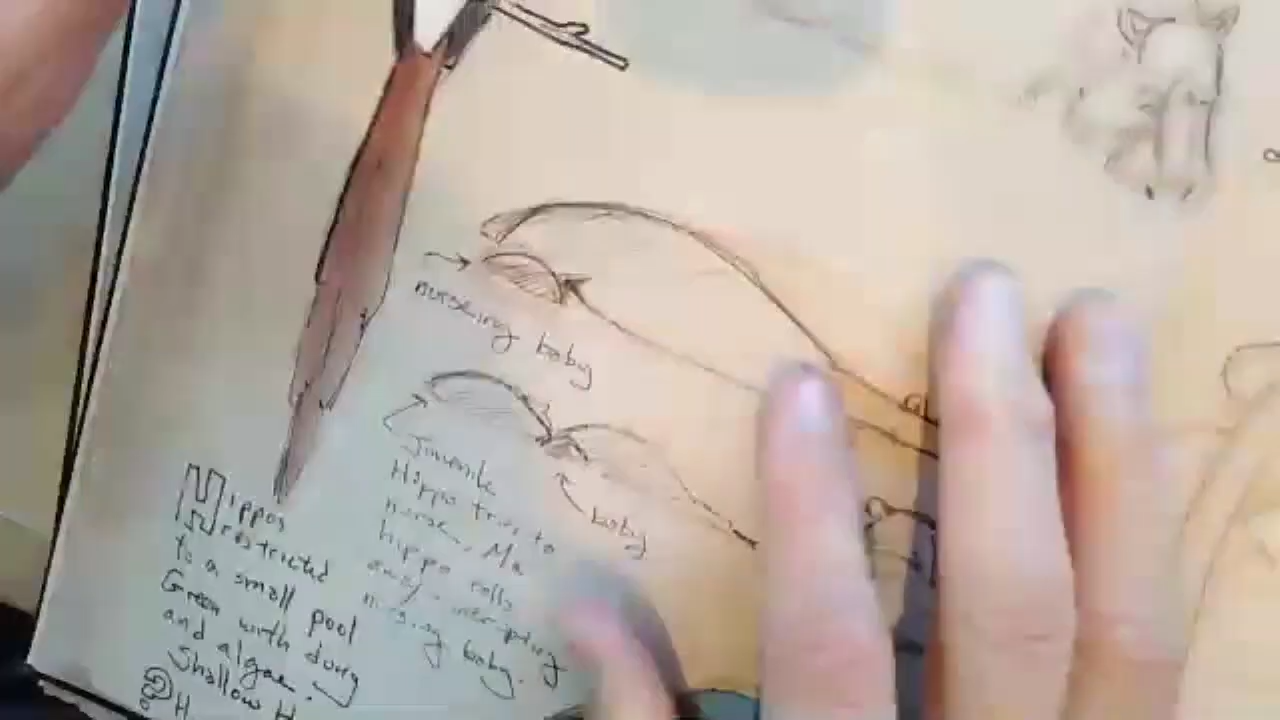 nursing baby
Juvenile
Hippo tries to
nurse. Ma
hippo rolls
away - interrupting
nursing baby.
baby
Hippos
restricted
to a small pool
Green with dung
and algae.
Shallow H